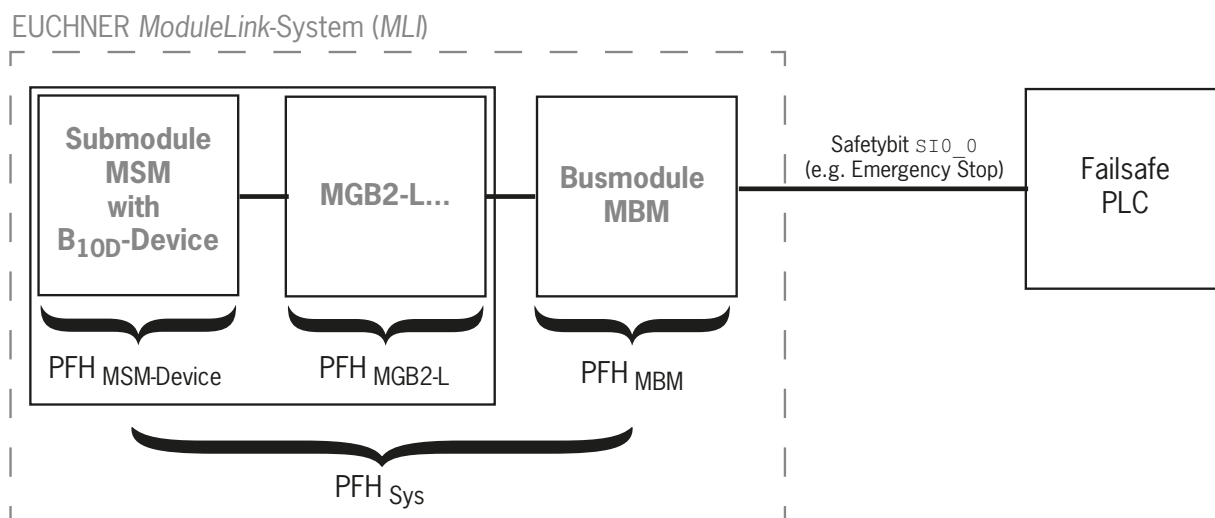 EUCHNER ModuleLink-System (MLI)
Submodule
MSM
with
B10D-Device
MGB2-L...
Busmodule
MBM
Safetybit SI0_0
(e.g. Emergency Stop)
Failsafe
PLC
PFH MSM-Device
PFH MGB2-L
PFH MBM
PFH Sys